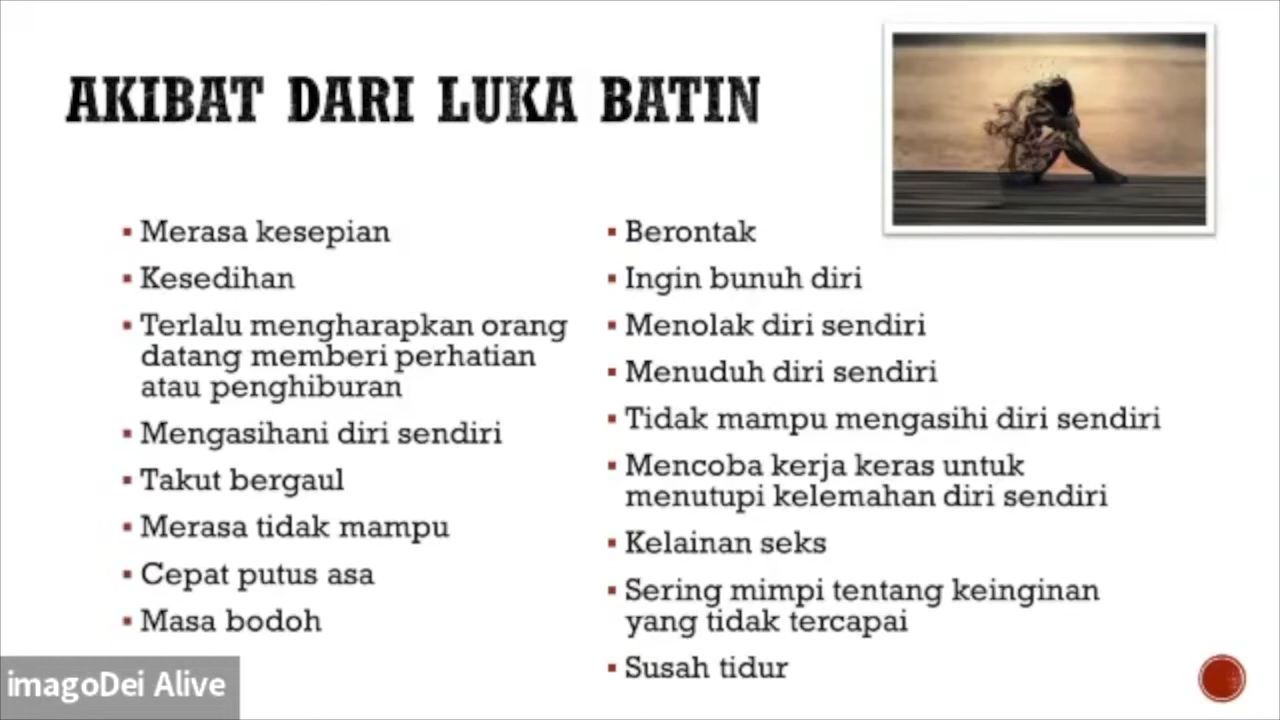 AKIBAT DARI LUKA BATIN
Merasa kesepian
Kesedihan
Terlalu mengharapkan orang
datang memberi perhatian
atau penghiburan
Mengasihani diri sendiri
Takut bergaul
Merasa tidak mampu
Cepat putus asa
Masa bodoh
Berontak
Ingin bunuh diri
Menolak diri sendiri
Menuduh diri sendiri
Tidak mampu mengasihi diri sendiri
Mencoba kerja keras untuk
menutupi kelemahan diri sendiri
Kelainan seks
Sering mimpi tentang keinginan
yang tidak tercapai
Susah tidur
imagoDei Alive